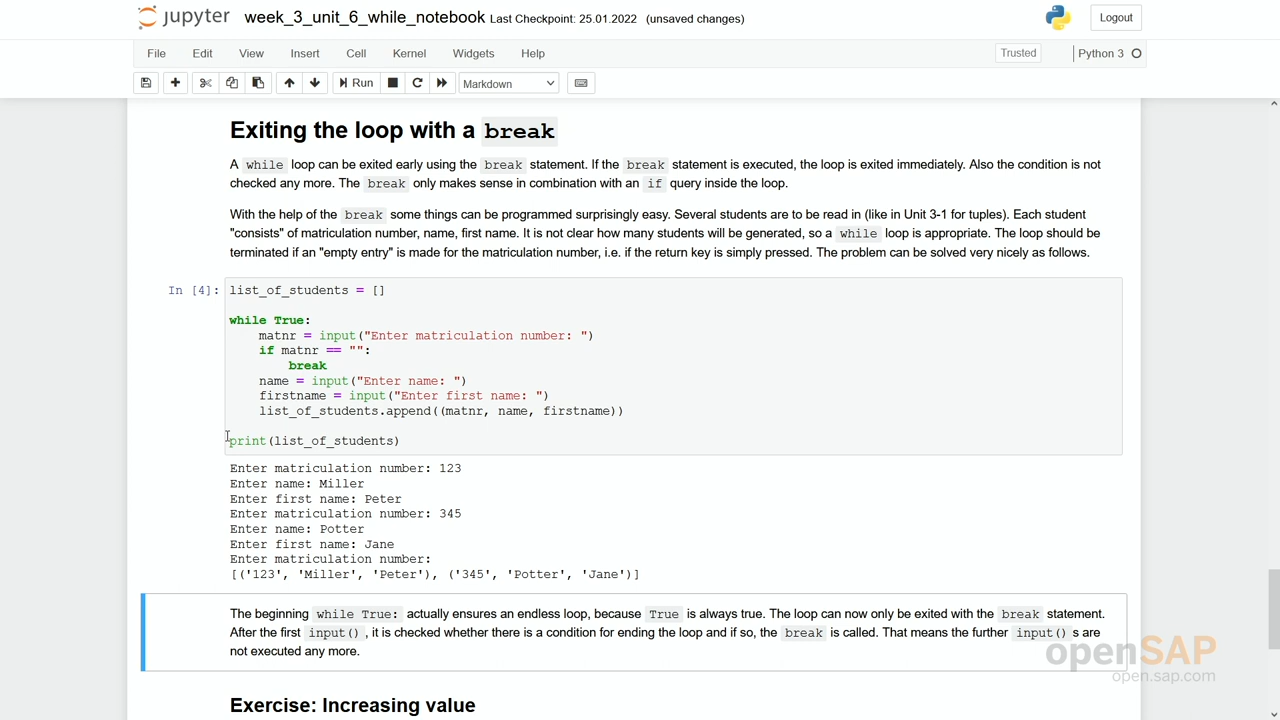 jupyter week_3_unit_6_while_notebook Last Checkpoint: 25.01.2022 (unsaved changes) Logout
File Edit View Insert Cell Kernel Widgets Help Trusted Python 3
Run Markdown
Exiting the loop with a break
A while loop can be exited early using the break statement. If the break statement is executed, the loop is exited immediately. Also the condition is not
checked any more. The break only makes sense in combination with an if query inside the loop.
With the help of the break some things can be programmed surprisingly easy. Several students are to be read in (like in Unit 3-1 for tuples). Each student
"consists" of matriculation number, name, first name. It is not clear how many students will be generated, so a while loop is appropriate. The loop should be
terminated if an "empty entry" is made for the matriculation number, i.e. if the return key is simply pressed. The problem can be solved very nicely as follows.
In [4]: list_of_students = []
while True:
    matnr = input("Enter matriculation number: ")
    if matnr == "":
        break
    name = input("Enter name: ")
    firstname = input("Enter first name: ")
    list_of_students.append((matnr, name, firstname))
print(list_of_students)
Enter matriculation number: 123
Enter name: Miller
Enter first name: Peter
Enter matriculation number: 345
Enter name: Potter
Enter first name: Jane
Enter matriculation number:
[('123', 'Miller', 'Peter'), ('345', 'Potter', 'Jane')]
The beginning while True: actually ensures an endless loop, because True is always true. The loop can now only be exited with the break statement.
After the first input() , it is checked whether there is a condition for ending the loop and if so, the break is called. That means the further input() s are
not executed any more.
openSAP
open.sap.com
Exercise: Increasing value